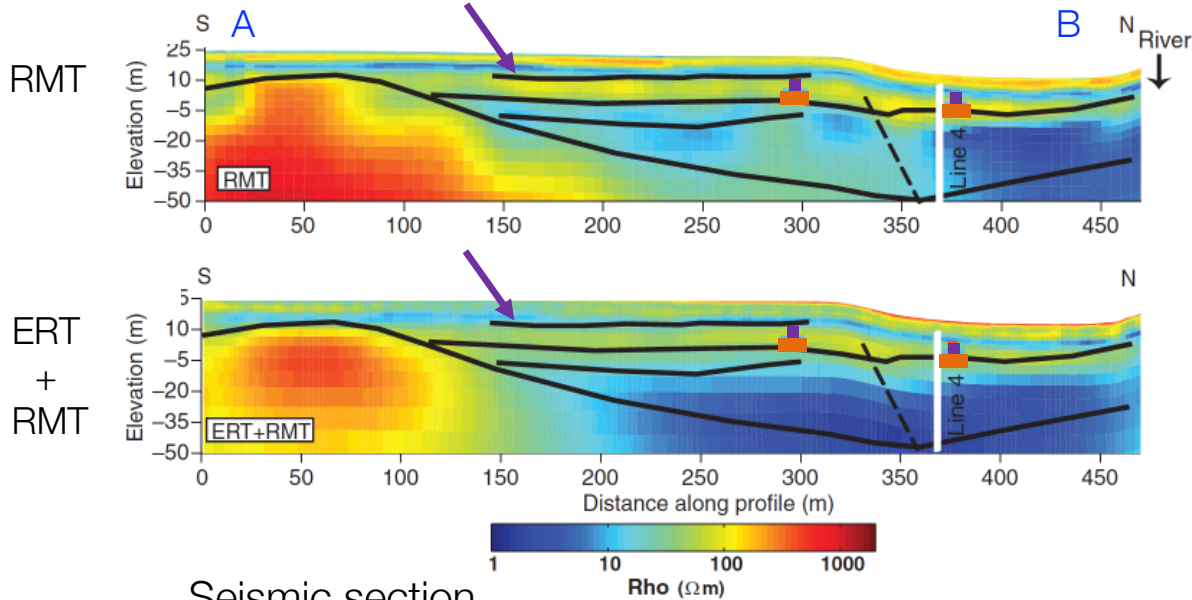 S A B N River
RMT
Elevation (m)
25
10
−5
−20
−35
−50
RMT
Line 4
0 50 100 150 200 250 300 350 400 450
S N
ERT
+
RMT
Elevation (m)
5
10
−5
−20
−35
−50
ERT+RMT
Line 4
0 50 100 150 200 250 300 350 400 450
Distance along profile (m)
1 10 100 1000
Rho (Ωm)
Seismic section